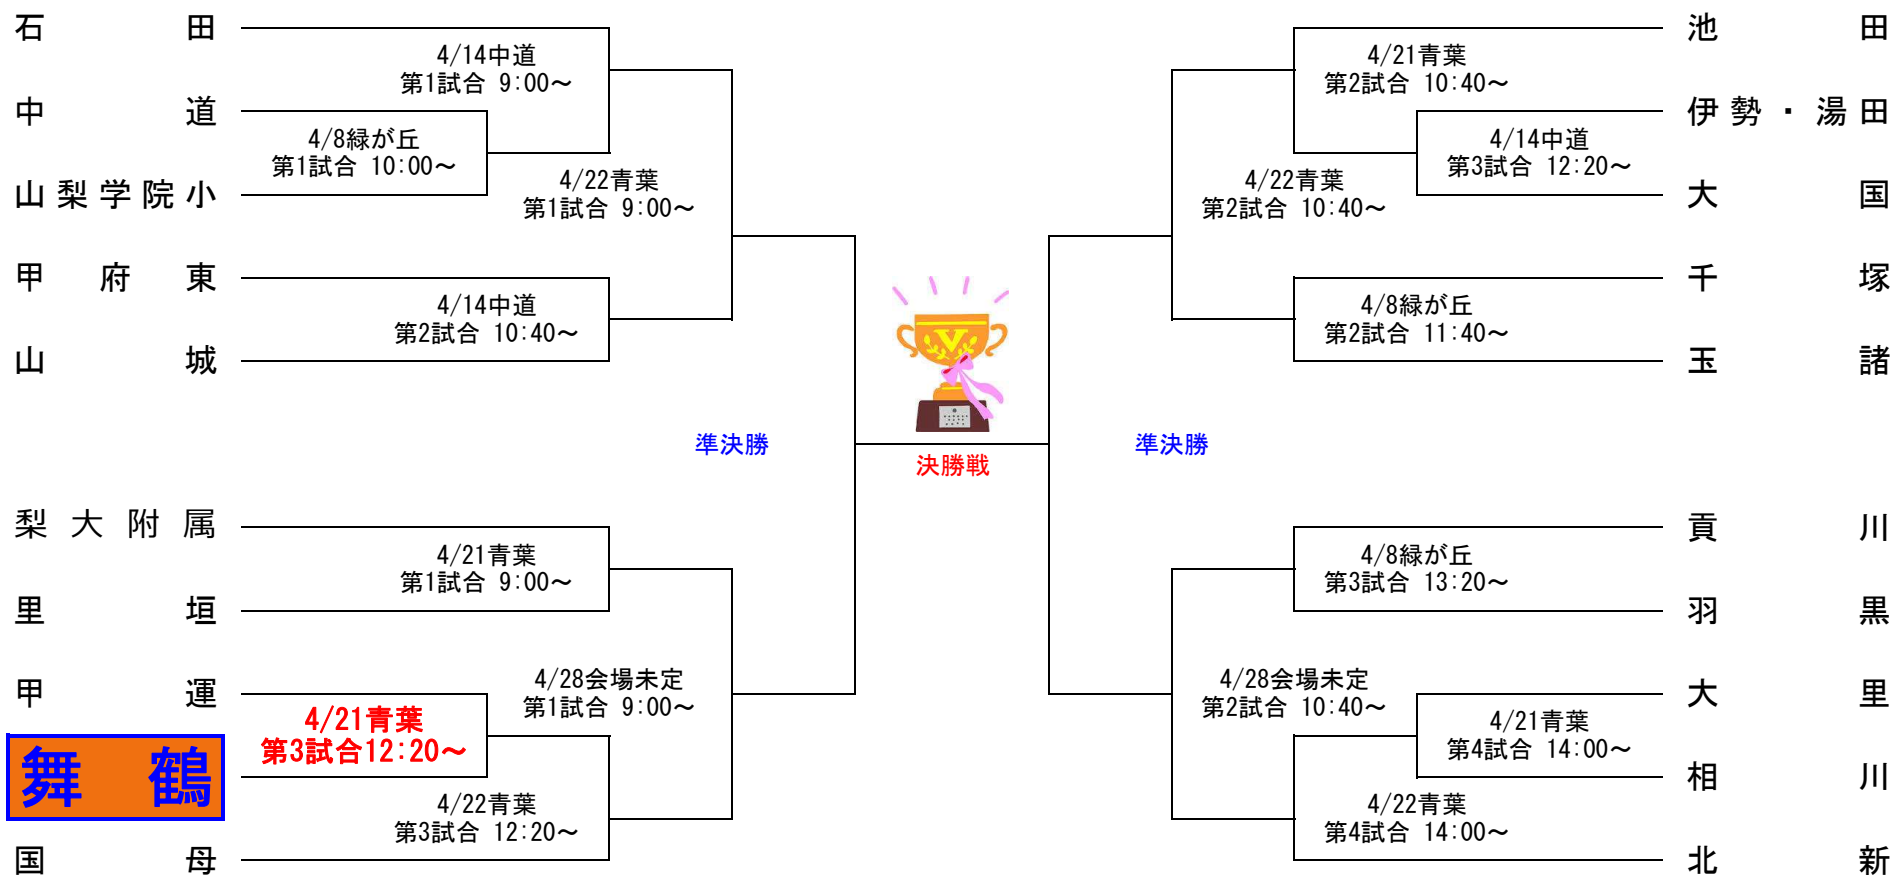 石田
4/14中道
第1試合 9:00～
中道
4/8緑が丘
第1試合 10:00～
山梨学院小
4/22青葉
第1試合 9:00～
甲府東
4/14中道
第2試合 10:40～
山城
準決勝
梨大附属
4/21青葉
第1試合 9:00～
里垣
甲運
4/28会場未定
第1試合 9:00～
4/21青葉
第3試合12:20～
舞鶴
4/22青葉
第3試合 12:20～
国母
V
決勝戦
池田
4/21青葉
第2試合 10:40～
伊勢・湯田
4/14中道
第3試合 12:20～
4/22青葉
第2試合 10:40～
大国
千塚
4/8緑が丘
第2試合 11:40～
玉諸
準決勝
貢川
4/8緑が丘
第3試合 13:20～
羽黒
4/28会場未定
第2試合 10:40～
大里
4/21青葉
第4試合 14:00～
相川
4/22青葉
第4試合 14:00～
北新